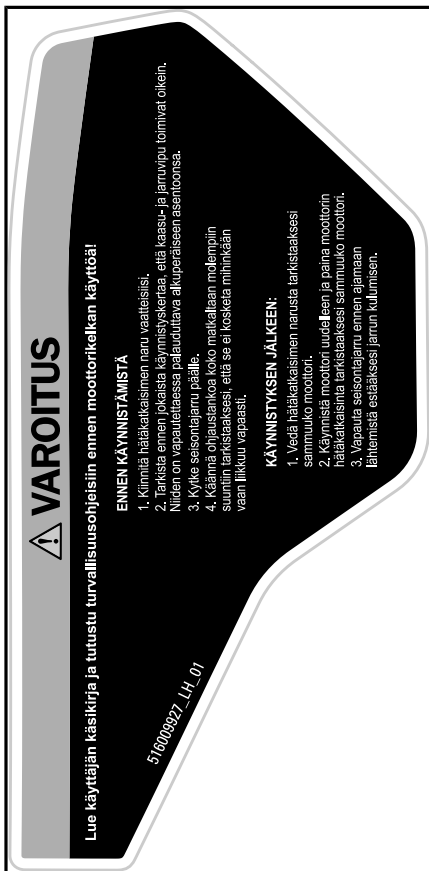 ⚠ VAROITUS
Lue käyttäjän käsikirja ja tutustu turvallisuusohjeisiin ennen moottorikelkan käyttöä!
ENNEN KÄYNNISTÄMISTÄ
1. Kiinnitä hätäkatkaisimen naru vaatteisiisi.
2. Tarkista ennen jokaista käynnistyskertaa, että kaasu- ja jarruvipu toimivat oikein.
Niiden on vapautettaessa palauduttava alkuperäiseen asentoonsa.
3. Kytke seisontajarru päälle.
4. Käännä ohjaustankoa koko matkaltaan molempiin
suuntiin tarkistaaksesi, että se ei kosketa mihinkään
vaan liikkuu vapaasti.
KÄYNNISTYKSEN JÄLKEEN:
1. Vedä hätäkatkaisimen narusta tarkistaaksesi
sammuuko moottori.
2. Käynnistä moottori uudelleen ja paina moottorin
hätäkatkaisinta tarkistaaksesi sammuuko moottori.
3. Vapauta seisontajarru ennen ajamaan
lähtemistä estääksesi jarrun kulumisen.
516009927_LH_01